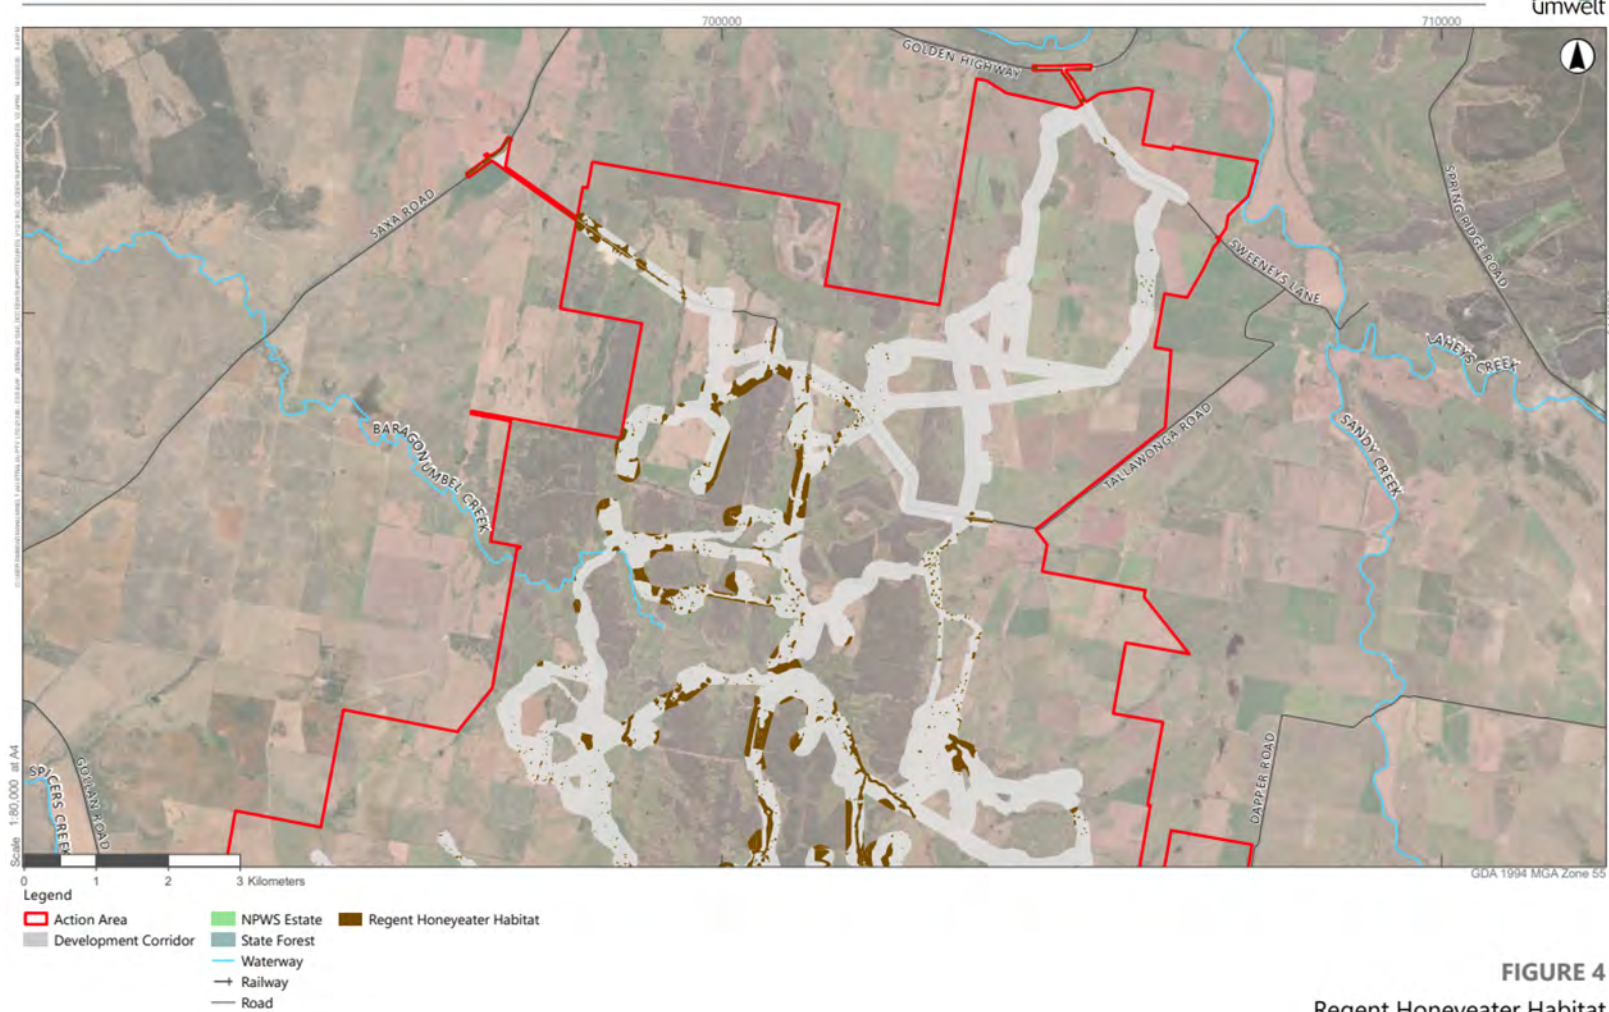 umwelt
700000
710000
GOLDEN HIGHWAY
SAXA ROAD
SPRING RIDGE ROAD
SWEENEYS LANE
LAHEYS CREEK
BARAGONUMBEL CREEK
TALLAWONGA ROAD
SANDY CREEK
SPICERS CREEK
GOLLAN ROAD
DAPPER ROAD
Scale 1:80,000 at A4
0 1 2 3 Kilometers
GDA 1994 MGA Zone 55
Legend
Action Area
Development Corridor
NPWS Estate
State Forest
Waterway
Railway
Road
Regent Honeyeater Habitat
FIGURE 4
Regent Honeyeater Habitat